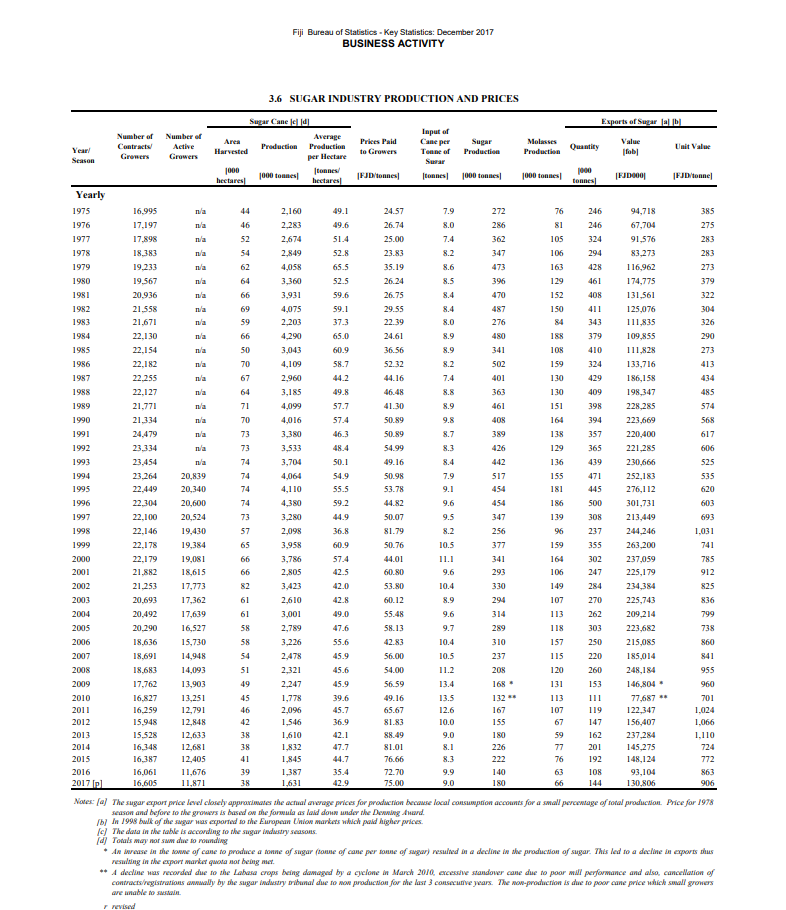 Fiji Bureau of Statistics - Key Statistics: December 2017
BUSINESS ACTIVITY
3.6 SUGAR INDUSTRY PRODUCTION AND PRICES
Sugar Cane [c] [d] Exports of Sugar [a] [b]
Year/ Season Number of Contracts/ Growers Number of Active Growers Area Harvested Production Average Production per Hectare Prices Paid to Growers Input of Cane per Tonne of Sugar Sugar Production Molasses Production Quantity Value [fob] Unit Value
[000 hectares] [000 tonnes] [tonnes/ hectares] [FJD/tonnes] [tonnes] [000 tonnes] [000 tonnes] [000 tonnes] [FJD000] [FJD/tonne]
Yearly
1975 16,995 n/a 44 2,160 49.1 24.57 7.9 272 76 246 94,718 385
1976 17,197 n/a 46 2,283 49.6 26.74 8.0 286 81 246 67,704 275
1977 17,898 n/a 52 2,674 51.4 25.00 7.4 362 105 324 91,576 283
1978 18,383 n/a 54 2,849 52.8 23.83 8.2 347 106 294 83,273 283
1979 19,233 n/a 62 4,058 65.5 35.19 8.6 473 163 428 116,962 273
1980 19,567 n/a 64 3,360 52.5 26.24 8.5 396 129 461 174,775 379
1981 20,936 n/a 66 3,931 59.6 26.75 8.4 470 152 408 131,561 322
1982 21,558 n/a 69 4,075 59.1 29.55 8.4 487 150 411 125,076 304
1983 21,671 n/a 59 2,203 37.3 22.39 8.0 276 84 343 111,835 326
1984 22,130 n/a 66 4,290 65.0 24.61 8.9 480 188 379 109,855 290
1985 22,154 n/a 50 3,043 60.9 36.56 8.9 341 108 410 111,828 273
1986 22,182 n/a 70 4,109 58.7 52.32 8.2 502 159 324 133,716 413
1987 22,255 n/a 67 2,960 44.2 44.16 7.4 401 130 429 186,158 434
1988 22,127 n/a 64 3,185 49.8 46.48 8.8 363 130 409 198,347 485
1989 21,771 n/a 71 4,099 57.7 41.30 8.9 461 151 398 228,285 574
1990 21,334 n/a 70 4,016 57.4 50.89 9.8 408 164 394 223,669 568
1991 24,479 n/a 73 3,380 46.3 50.89 8.7 389 138 357 220,400 617
1992 23,334 n/a 73 3,533 48.4 54.99 8.3 426 129 365 221,285 606
1993 23,454 n/a 74 3,704 50.1 49.16 8.4 442 136 439 230,666 525
1994 23,264 20,839 74 4,064 54.9 50.98 7.9 517 155 471 252,183 535
1995 22,449 20,340 74 4,110 55.5 53.78 9.1 454 181 445 276,112 620
1996 22,304 20,600 74 4,380 59.2 44.82 9.6 454 186 500 301,731 603
1997 22,100 20,524 73 3,280 44.9 50.07 9.5 347 139 308 213,449 693
1998 22,146 19,430 57 2,098 36.8 81.79 8.2 256 96 237 244,246 1,031
1999 22,178 19,384 65 3,958 60.9 50.76 10.5 377 159 355 263,200 741
2000 22,179 19,081 66 3,786 57.4 44.01 11.1 341 164 302 237,059 785
2001 21,882 18,615 66 2,805 42.5 60.80 9.6 293 106 247 225,179 912
2002 21,253 17,773 82 3,423 42.0 53.80 10.4 330 149 284 234,384 825
2003 20,693 17,362 61 2,610 42.8 60.12 8.9 294 107 270 225,743 836
2004 20,492 17,639 61 3,001 49.0 55.48 9.6 314 113 262 209,214 799
2005 20,290 16,527 58 2,789 47.6 58.13 9.7 289 118 303 223,682 738
2006 18,636 15,730 58 3,226 55.6 42.83 10.4 310 157 250 215,085 860
2007 18,691 14,948 54 2,478 45.9 56.00 10.5 237 115 220 185,014 841
2008 18,683 14,093 51 2,321 45.6 54.00 11.2 208 120 260 248,184 955
2009 17,762 13,903 49 2,247 45.9 56.59 13.4 168 * 131 153 146,804 * 960
2010 16,827 13,251 45 1,778 39.6 49.16 13.5 132 ** 113 111 77,687 ** 701
2011 16,259 12,791 46 2,096 45.7 65.67 12.6 167 107 119 122,347 1,024
2012 15,948 12,848 42 1,546 36.9 81.83 10.0 155 67 147 156,407 1,066
2013 15,528 12,633 38 1,610 42.1 88.49 9.0 180 59 162 237,284 1,110
2014 16,348 12,681 38 1,832 47.7 81.01 8.1 226 77 201 145,275 724
2015 16,387 12,405 41 1,845 44.7 76.66 8.3 222 76 192 148,124 772
2016 16,061 11,676 39 1,387 35.4 72.70 9.9 140 63 108 93,104 863
2017 [p] 16,605 11,871 38 1,631 42.9 75.00 9.0 180 66 144 130,806 906
Notes: [a] The sugar export price level closely approximates the actual average prices for production because local consumption accounts for a small percentage of total production. Price for 1978
season and before to the growers is based on the formula as laid down under the Denning Award.
[b] In 1998 bulk of the sugar was exported to the European Union markets which paid higher prices.
[c] The data in the table is according to the sugar industry seasons.
[d] Totals may not sum due to rounding
* An inrease in the tonne of cane to produce a tonne of sugar (tonne of cane per tonne of sugar) resulted in a decline in the production of sugar. This led to a decline in exports thus
resulting in the export market quota not being met.
** A decline was recorded due to the Labasa crops being damaged by a cyclone in March 2010, excessive standover cane due to poor mill performance and also, cancellation of
contracts/registrations annually by the sugar industry tribunal due to non production for the last 3 consecutive years. The non-production is due to poor cane price which small growers
are unable to sustain.
r revised